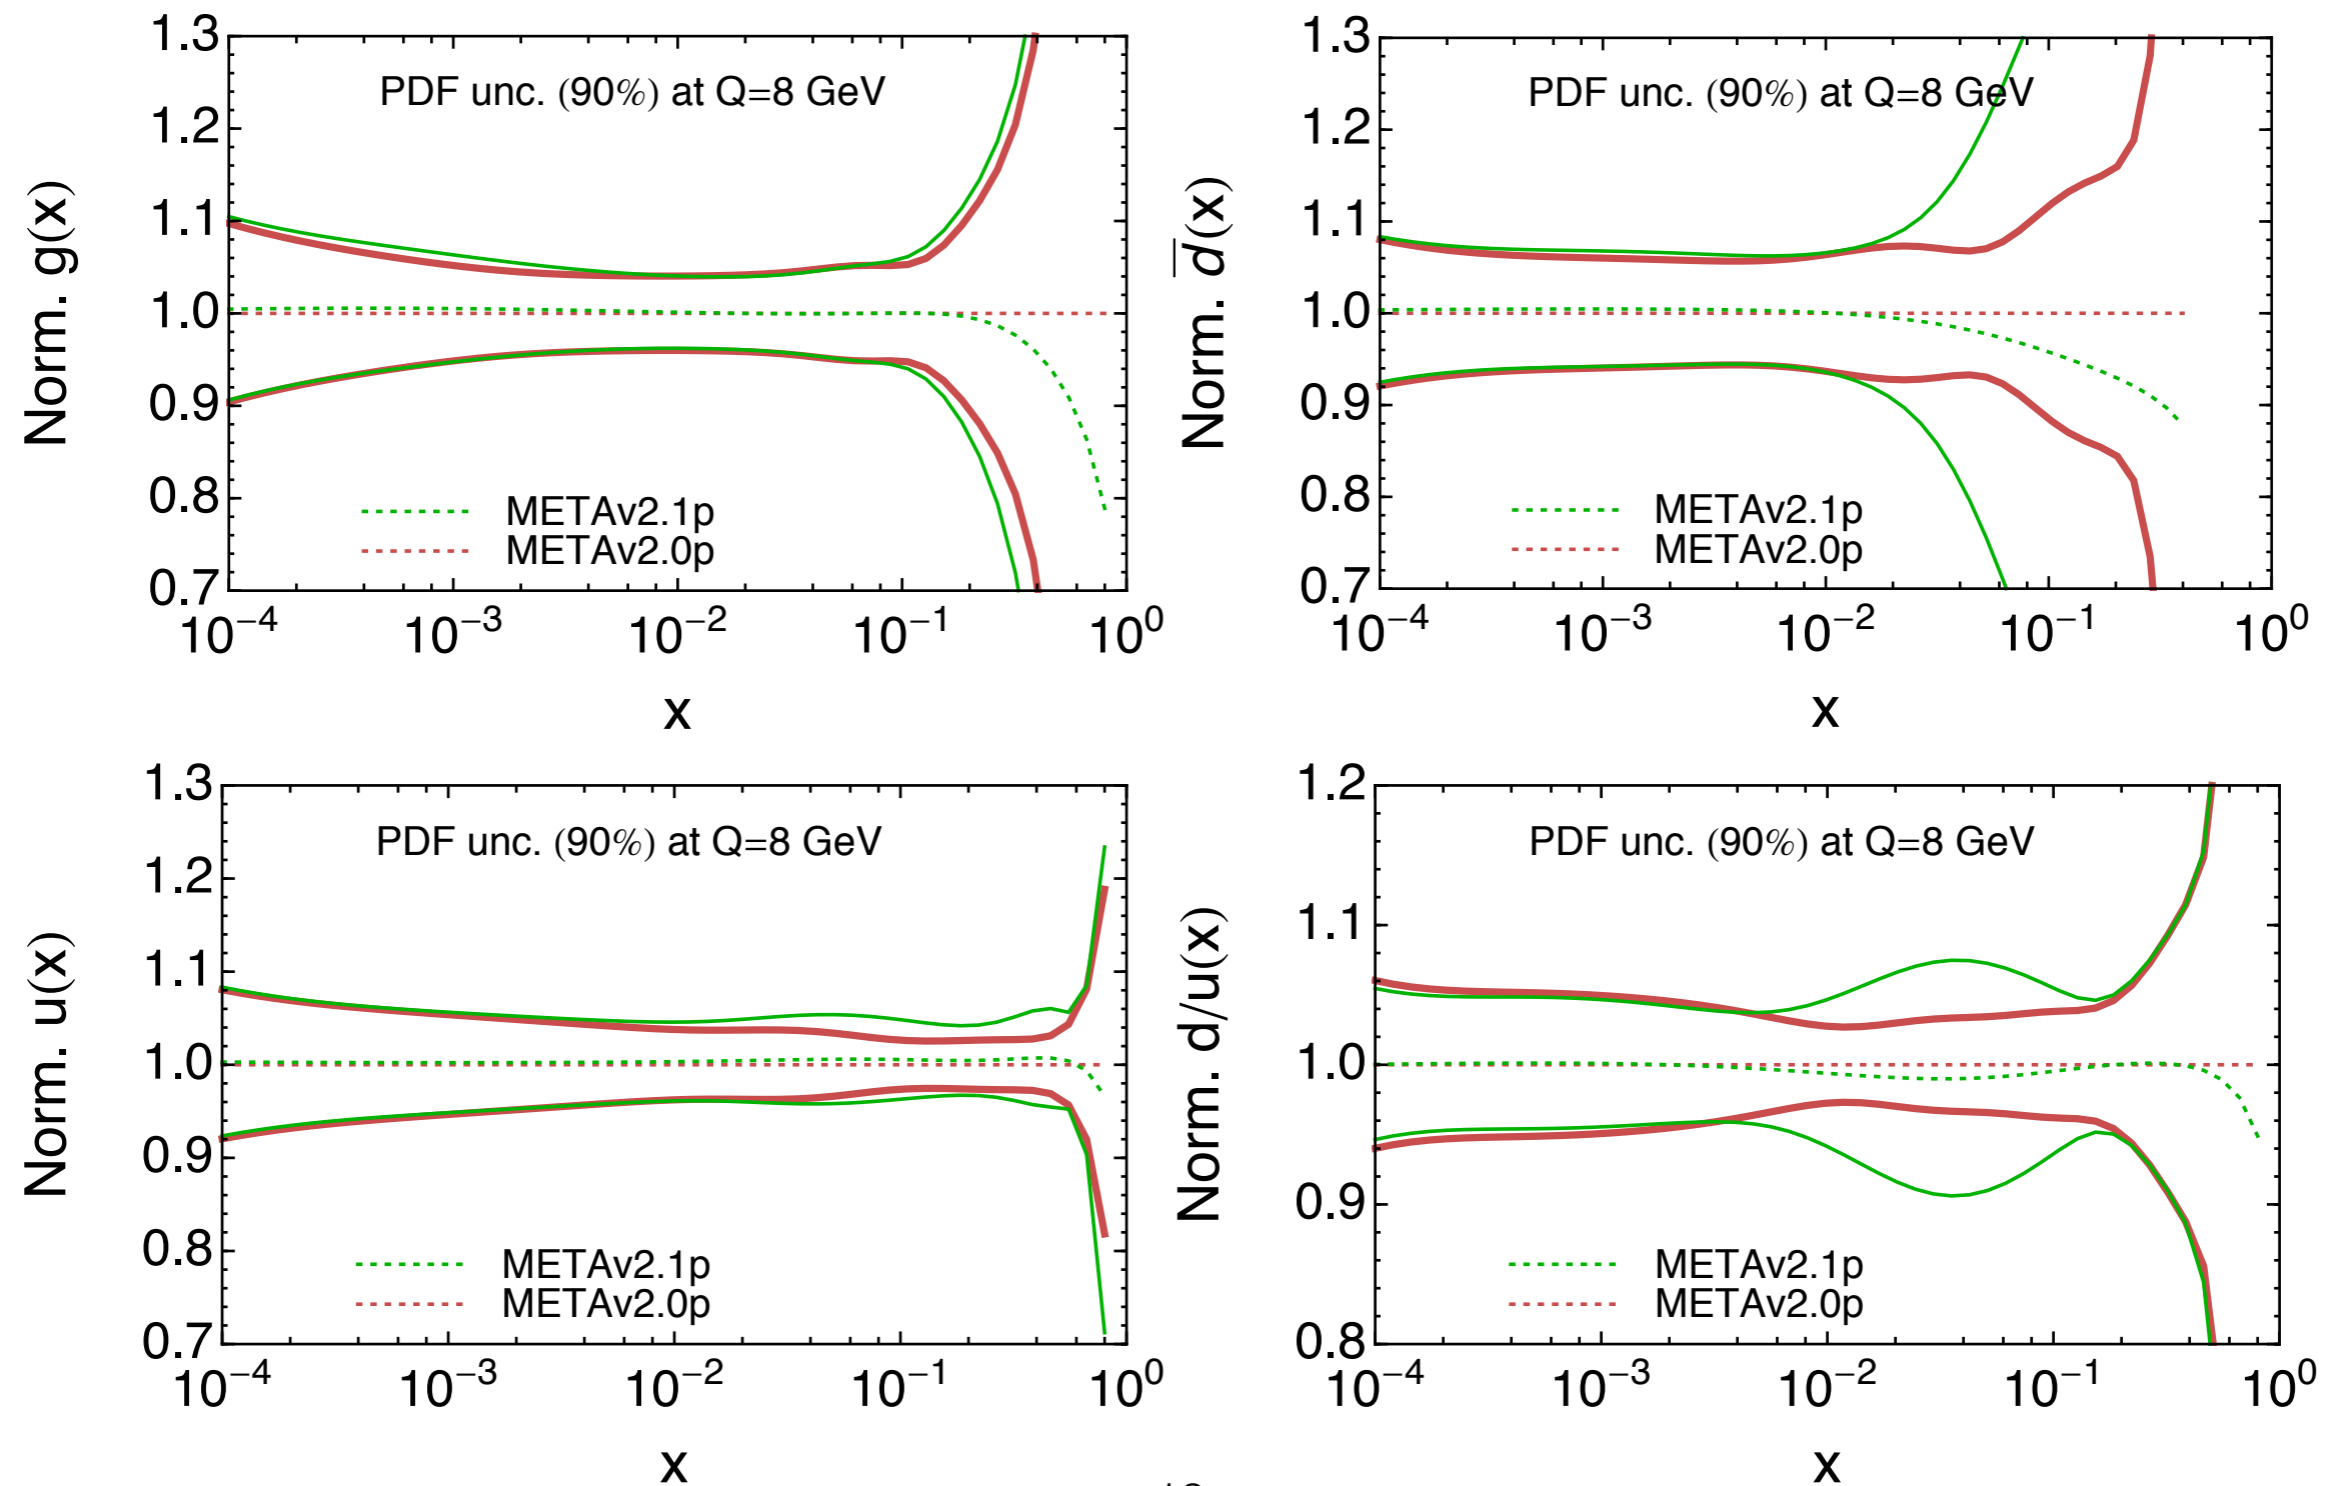 PDF unc. (90%) at Q=8 GeV
Norm. g(x)
1.3
1.2
1.1
1.0
0.9
0.8
0.7
METAv2.1p
METAv2.0p
10⁻⁴ 10⁻³ 10⁻² 10⁻¹ 10⁰
x
PDF unc. (90%) at Q=8 GeV
Norm. d̅(x)
1.3
1.2
1.1
1.0
0.9
0.8
0.7
METAv2.1p
METAv2.0p
10⁻⁴ 10⁻³ 10⁻² 10⁻¹ 10⁰
x
PDF unc. (90%) at Q=8 GeV
Norm. u(x)
1.3
1.2
1.1
1.0
0.9
0.8
0.7
METAv2.1p
METAv2.0p
10⁻⁴ 10⁻³ 10⁻² 10⁻¹ 10⁰
x
PDF unc. (90%) at Q=8 GeV
Norm. d/u(x)
1.2
1.1
1.0
0.9
0.8
METAv2.1p
METAv2.0p
10⁻⁴ 10⁻³ 10⁻² 10⁻¹ 10⁰
x